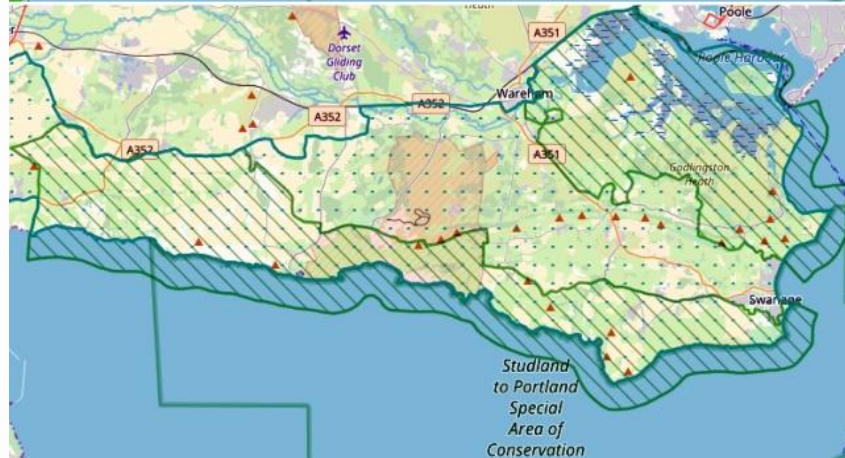 Heath
Poole
A351
Dorset
Gliding
Club
Poole Harbour
Wareham
A352
A352
A352
A351
Godlingston
Heath
Swanage
Studland
to Portland
Special
Area of
Conservation